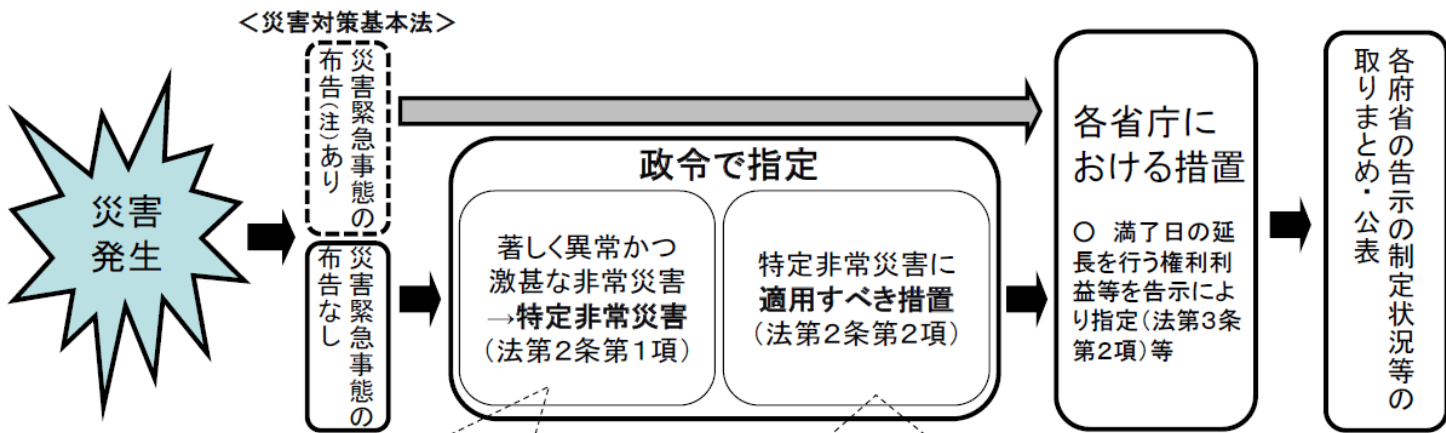 <災害対策基本法>
災害
発生
災害緊急事態の
布告(注)あり
災害緊急事態の
布告なし
政令で指定
著しく異常かつ
激甚な非常災害
→特定非常災害
(法第2条第1項)
特定非常災害に
適用すべき措置
(法第2条第2項)
各省庁に
おける措置
○ 満了日の延
長を行う権利利
益等を告示によ
り指定(法第3条
第2項)等
各府省の告示の制定状況等の
取りまとめ・公表